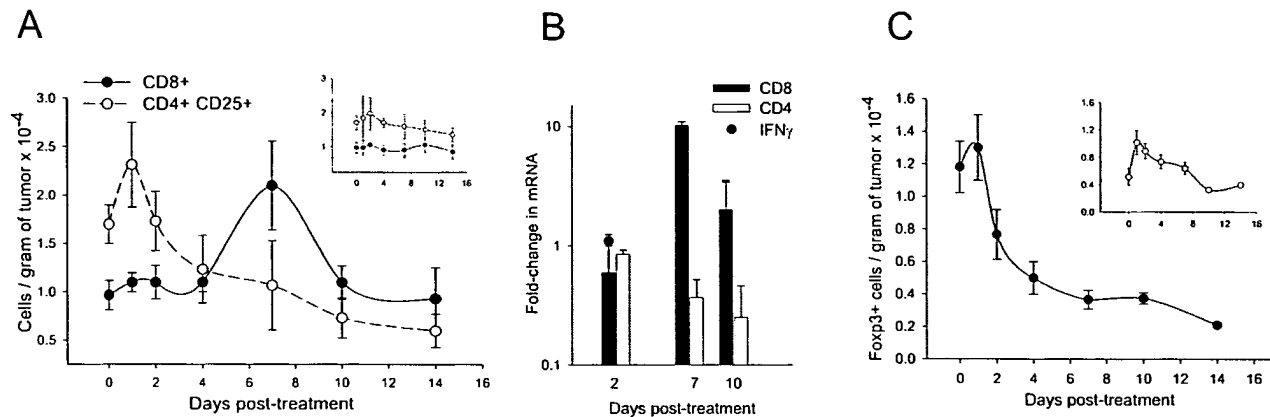 A
CD8+
CD4+ CD25+
Cells / gram of tumor x 10-4
3.0
2.5
2.0
1.5
1.0
0.5
0 2 4 6 8 10 12 14 16
Days post-treatment
3
2
1
0 4 8 12 16
B
CD8
CD4
IFNγ
Fold-change in mRNA
10
1
0.1
2 7 10
Days post-treatment
C
Foxp3+ cells / gram of tumor x 10-4
1.6
1.4
1.2
1.0
0.8
0.6
0.4
0.2
0.0
0 2 4 6 8 10 12 14 16
Days post-treatment
1.6
1.2
0.8
0.4
0.0
0 4 8 12 16